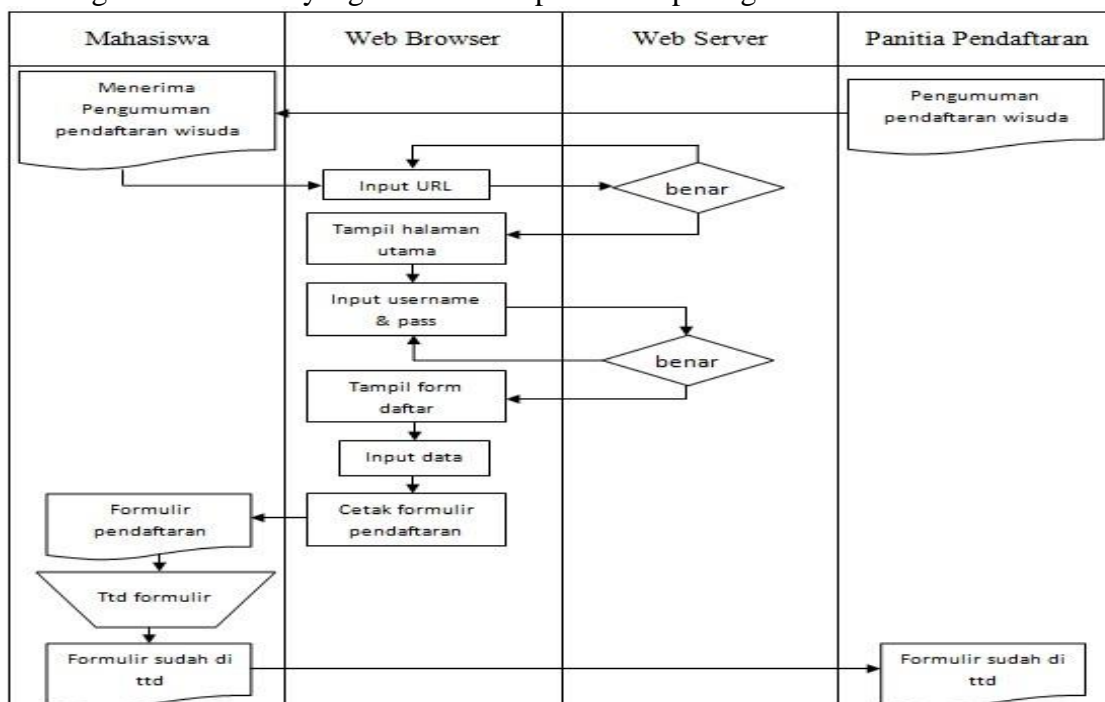 Mahasiswa
Web Browser
Web Server
Panitia Pendaftaran
Menerima
Pengumuman
pendaftaran wisuda
Pengumuman
pendaftaran wisuda
Input URL
benar
Tampil halaman
utama
Input username
& pass
benar
Tampil form
daftar
Input data
Formulir
pendaftaran
Cetak formulir
pendaftaran
Ttd formulir
Formulir sudah di
ttd
Formulir sudah di
ttd